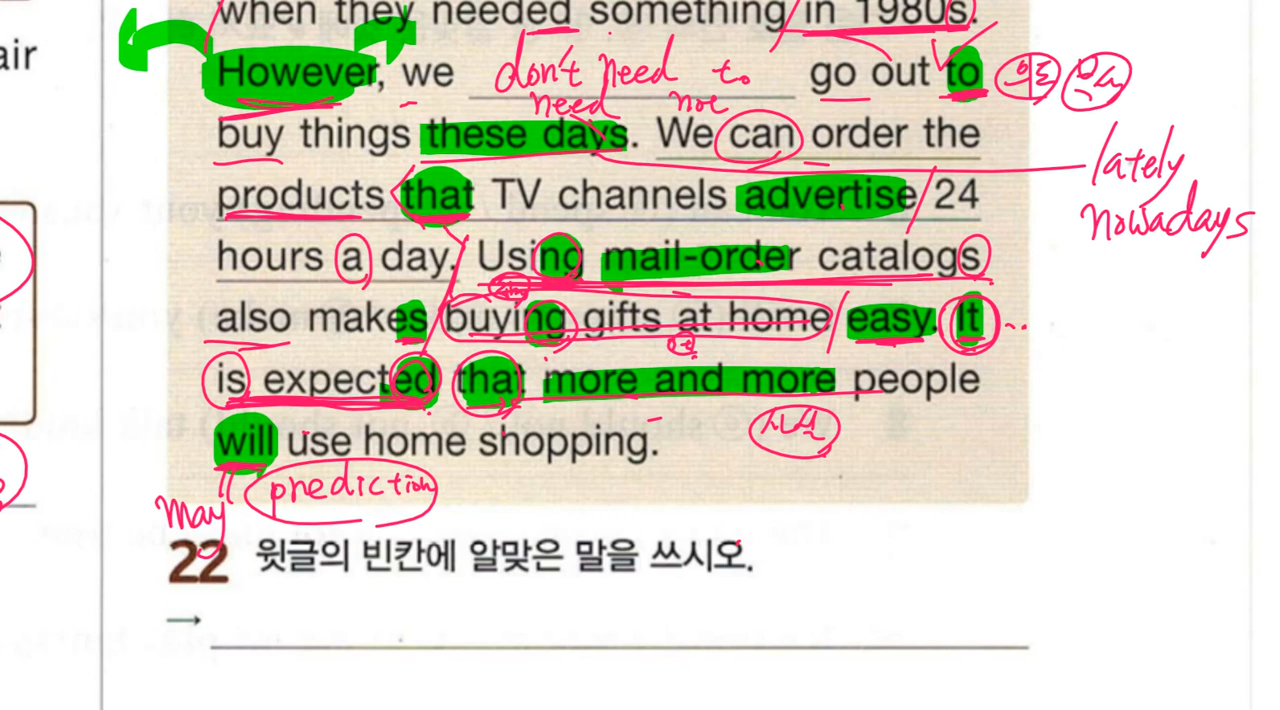 air
when they needed something in 1980s.
However, we don't need to go out to
need not
buy things these days. We can order the
lately
nowadays
products that TV channels advertise 24
hours a day. Using mail-order catalogs
also makes buying gifts at home easy. It
is expected that more and more people
will use home shopping.
may
prediction
22 윗글의 빈칸에 알맞은 말을 쓰시오.
→